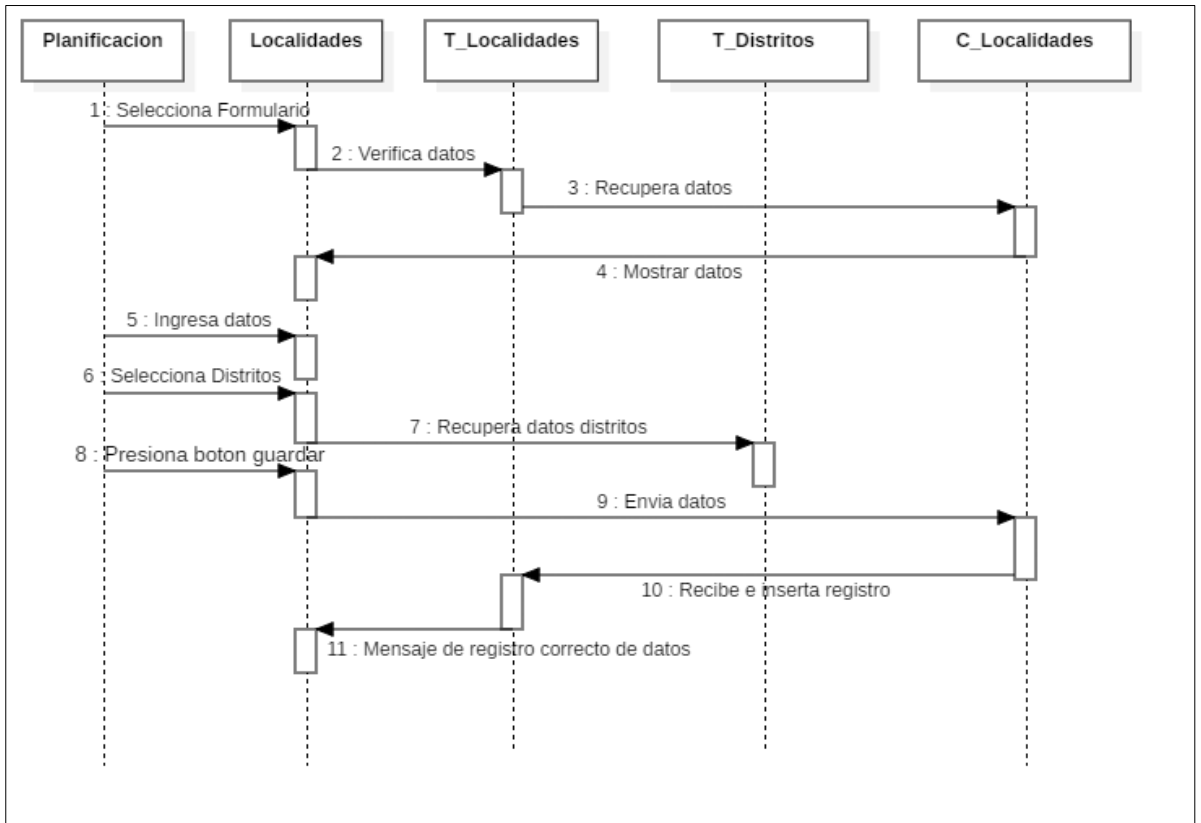 Planificacion
Localidades
T_Localidades
T_Distritos
C_Localidades
1 : Selecciona Formulario
2 : Verifica datos
3 : Recupera datos
4 : Mostrar datos
5 : Ingresa datos
6 : Selecciona Distritos
7 : Recupera datos distritos
8 : Presiona boton guardar
9 : Envia datos
10 : Recibe e inserta registro
11 : Mensaje de registro correcto de datos